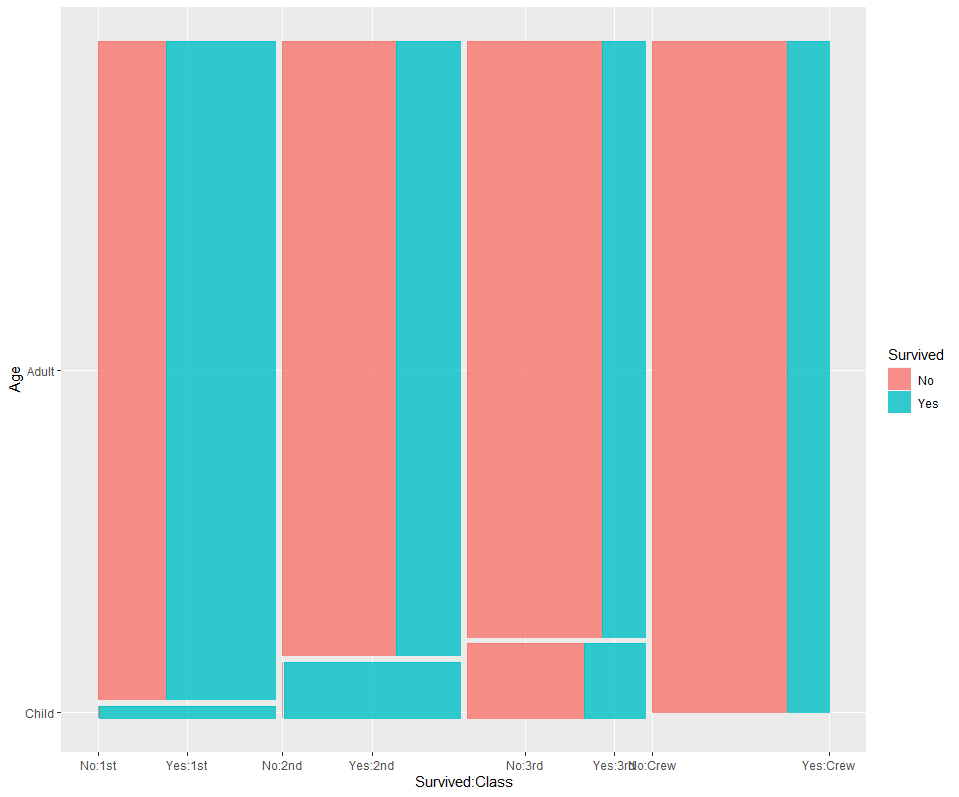 Age
Adult
Child
No:1st Yes:1st No:2nd Yes:2nd No:3rd Yes:3rd No:Crew Yes:Crew
Survived:Class
Survived
No
Yes